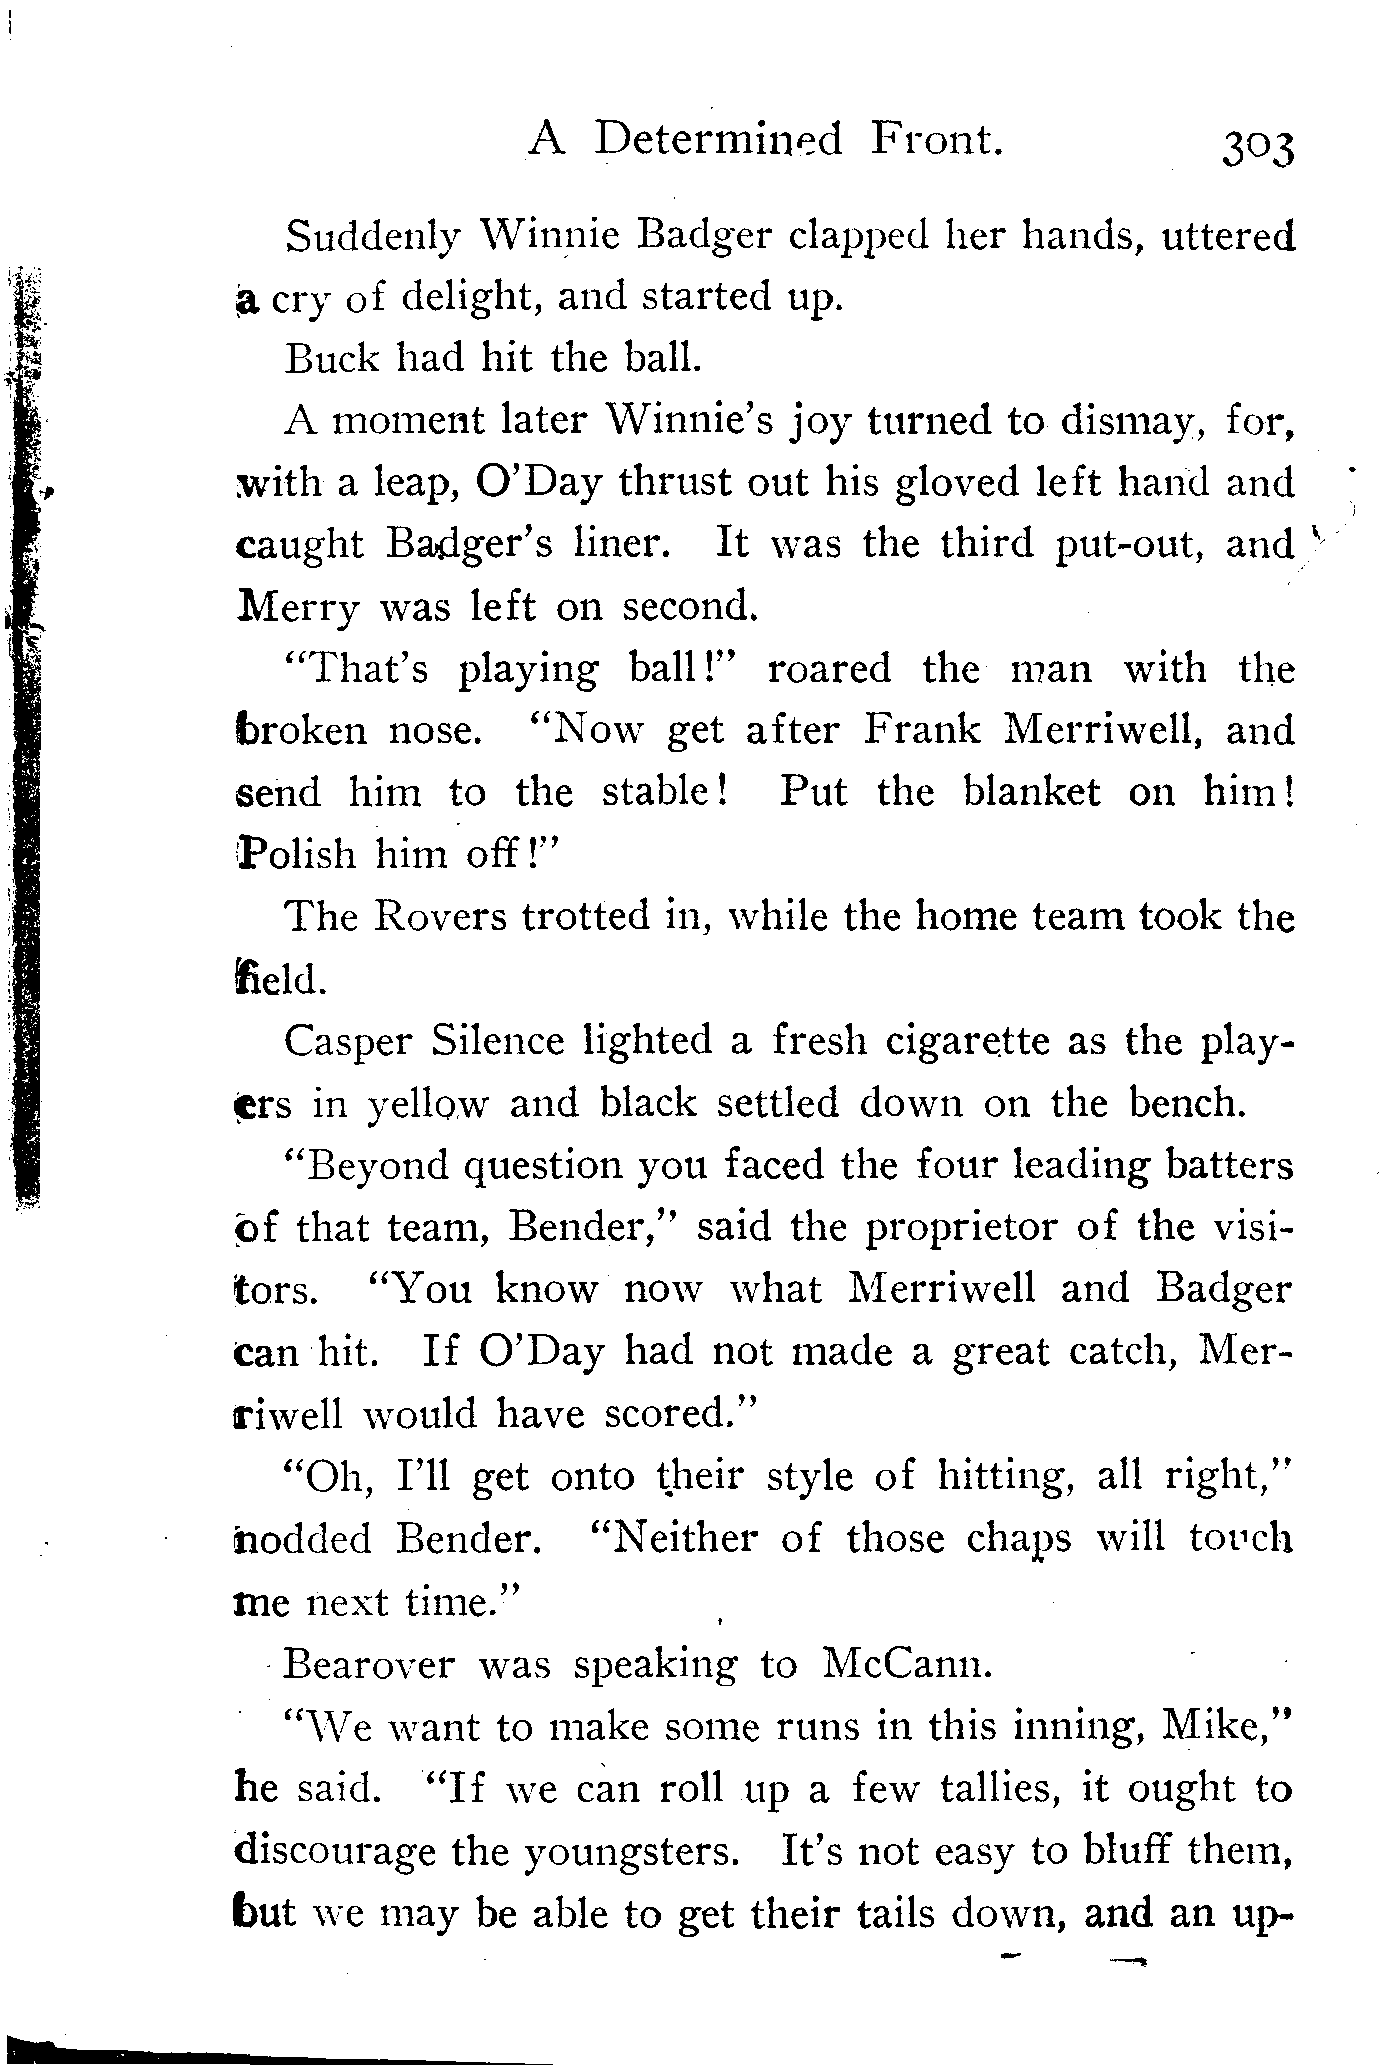 A Determined Front. 303
Suddenly Winnie Badger clapped her hands, uttered
a cry of delight, and started up.
Buck had hit the ball.
A moment later Winnie's joy turned to dismay, for,
with a leap, O'Day thrust out his gloved left hand and
caught Badger's liner. It was the third put-out, and
Merry was left on second.
"That's playing ball!" roared the man with the
broken nose. "Now get after Frank Merriwell, and
send him to the stable! Put the blanket on him!
Polish him off!"
The Rovers trotted in, while the home team took the
field.
Casper Silence lighted a fresh cigarette as the play-
ers in yellow and black settled down on the bench.
"Beyond question you faced the four leading batters
of that team, Bender," said the proprietor of the visi-
tors. "You know now what Merriwell and Badger
can hit. If O'Day had not made a great catch, Mer-
riwell would have scored."
"Oh, I'll get onto their style of hitting, all right,"
nodded Bender. "Neither of those chaps will touch
me next time."
Bearover was speaking to McCann.
"We want to make some runs in this inning, Mike,"
he said. "If we can roll up a few tallies, it ought to
discourage the youngsters. It's not easy to bluff them,
but we may be able to get their tails down, and an up-